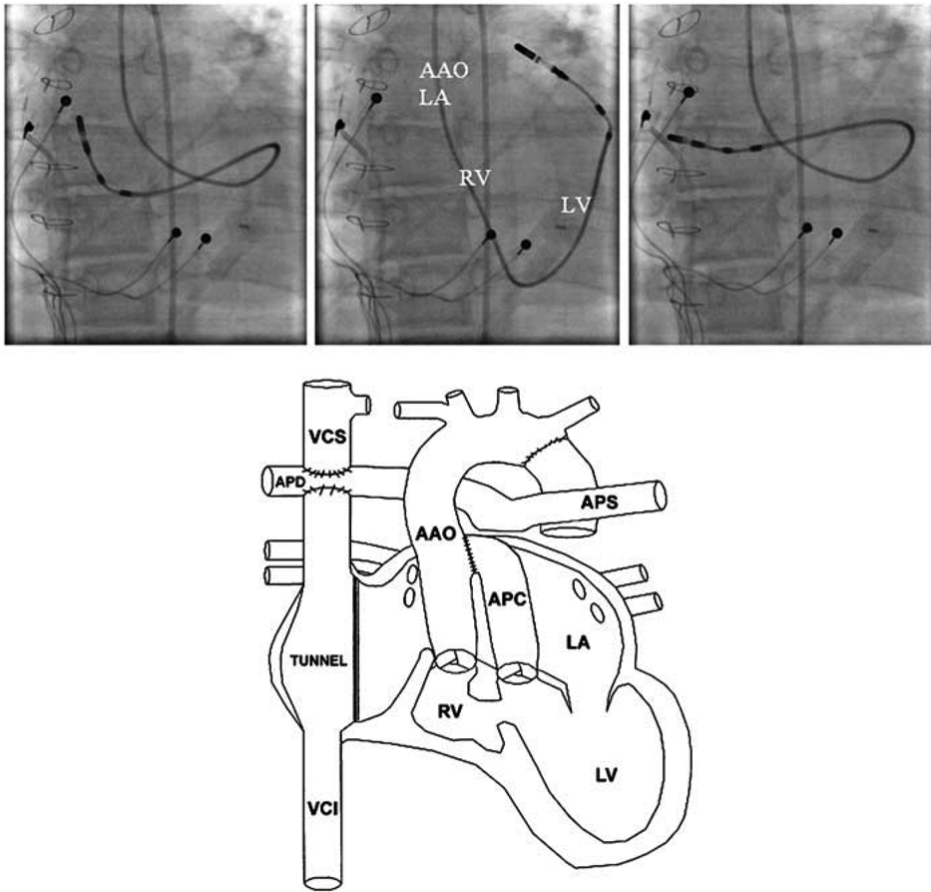 AAO
LA
RV
LV
VCS
APD
APS
AAO
APC
LA
TUNNEL
RV
LV
VCI